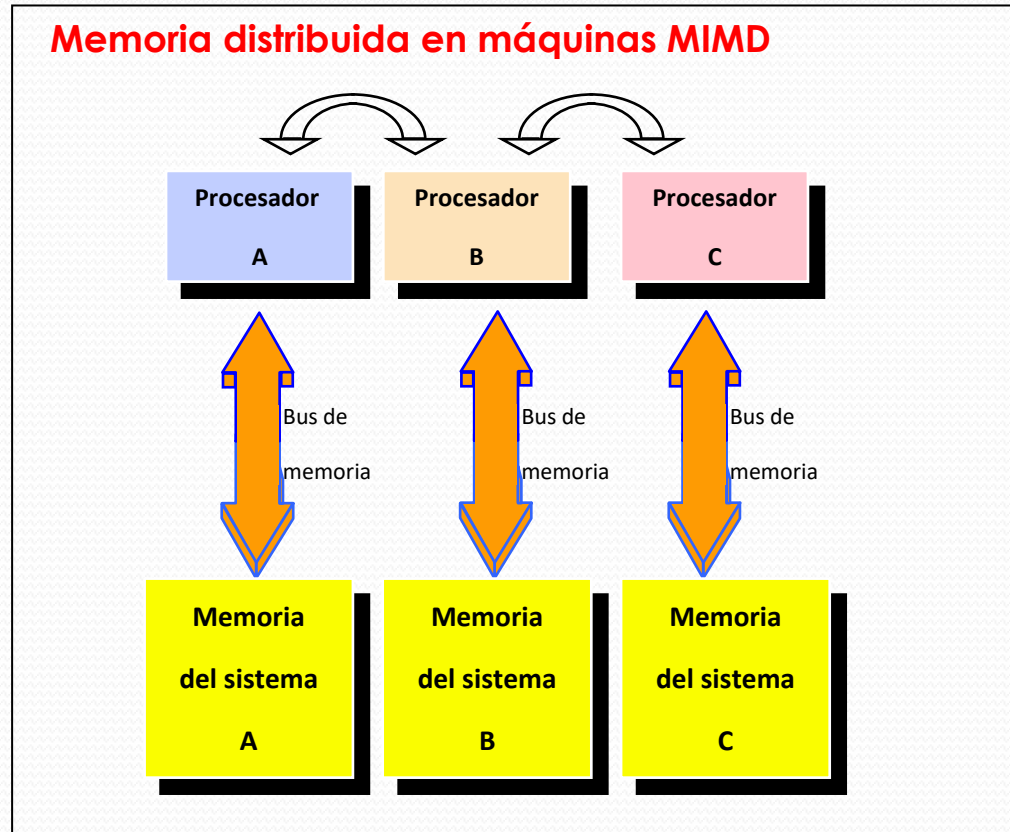 Memoria distribuida en máquinas MIMD
Procesador
A
Procesador
B
Procesador
C
Bus de
memoria
Bus de
memoria
Bus de
memoria
Memoria
del sistema
A
Memoria
del sistema
B
Memoria
del sistema
C